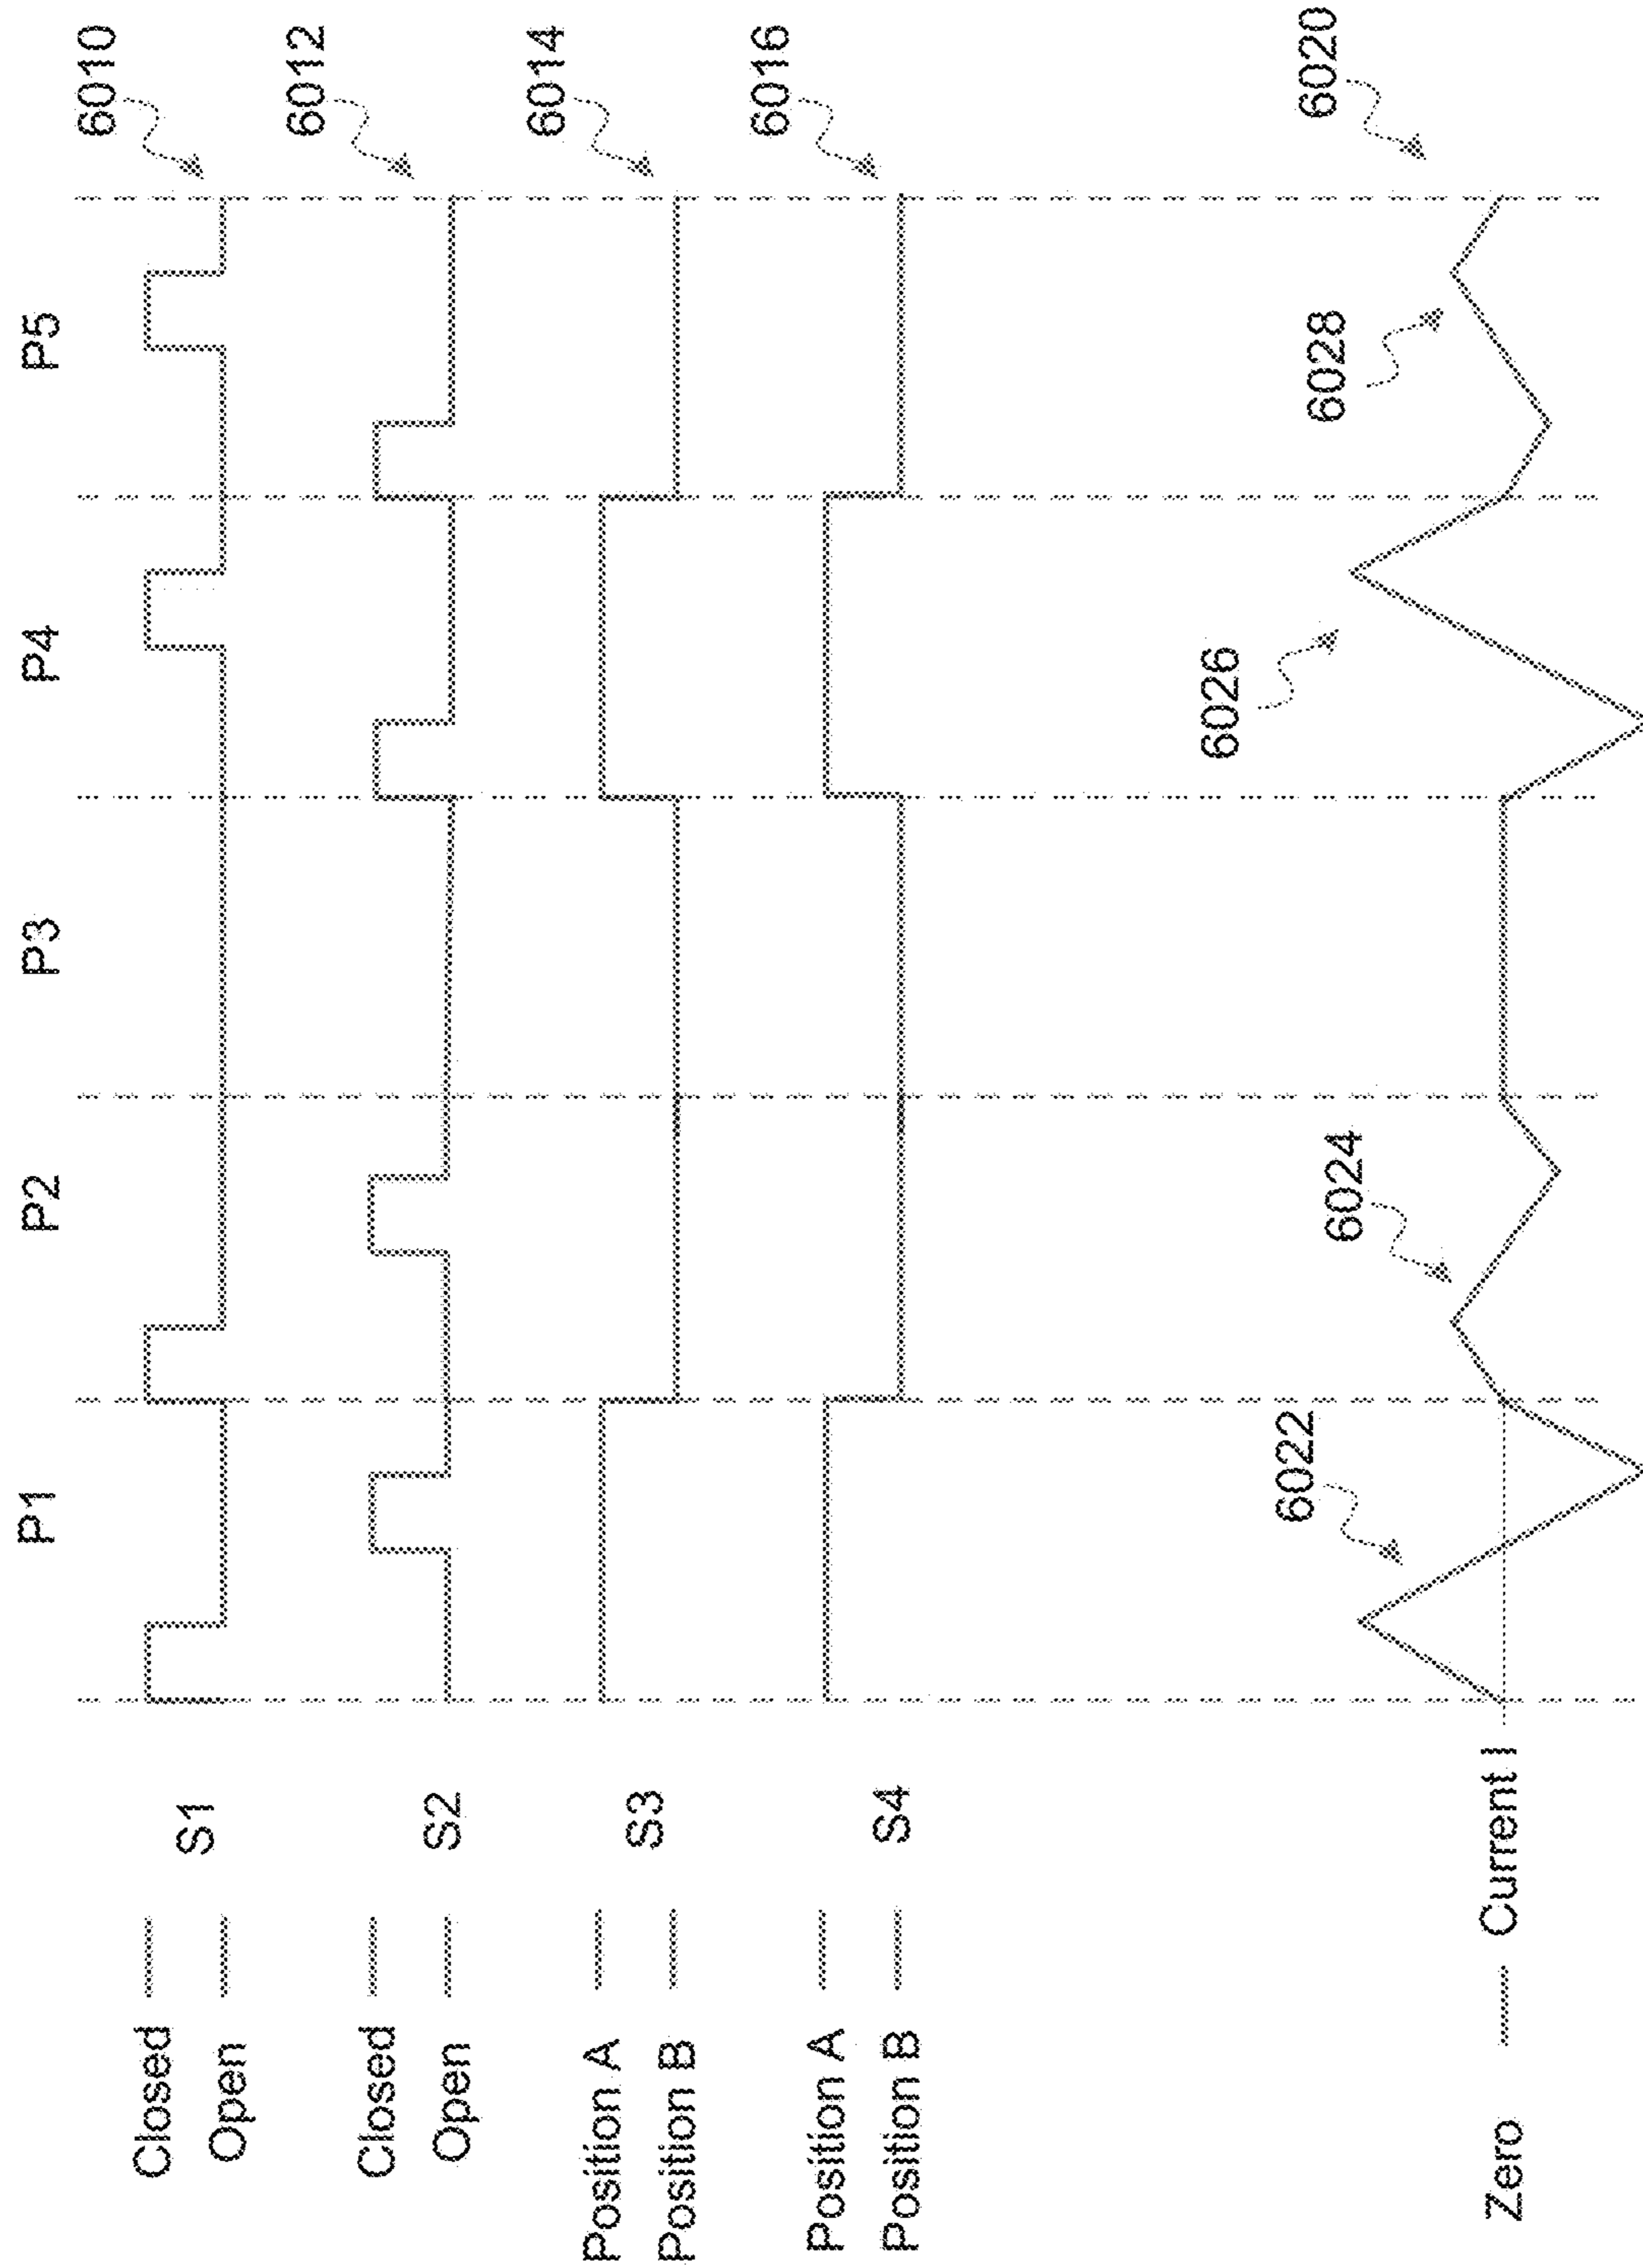 P1 P2 P3 P4 P5
6010
Closed
Open
S1
6012
Closed
Open
S2
6014
Position A
Position B
S3
6016
Position A
Position B
S4
6020
6022
6024
6026
6028
Zero
Current I